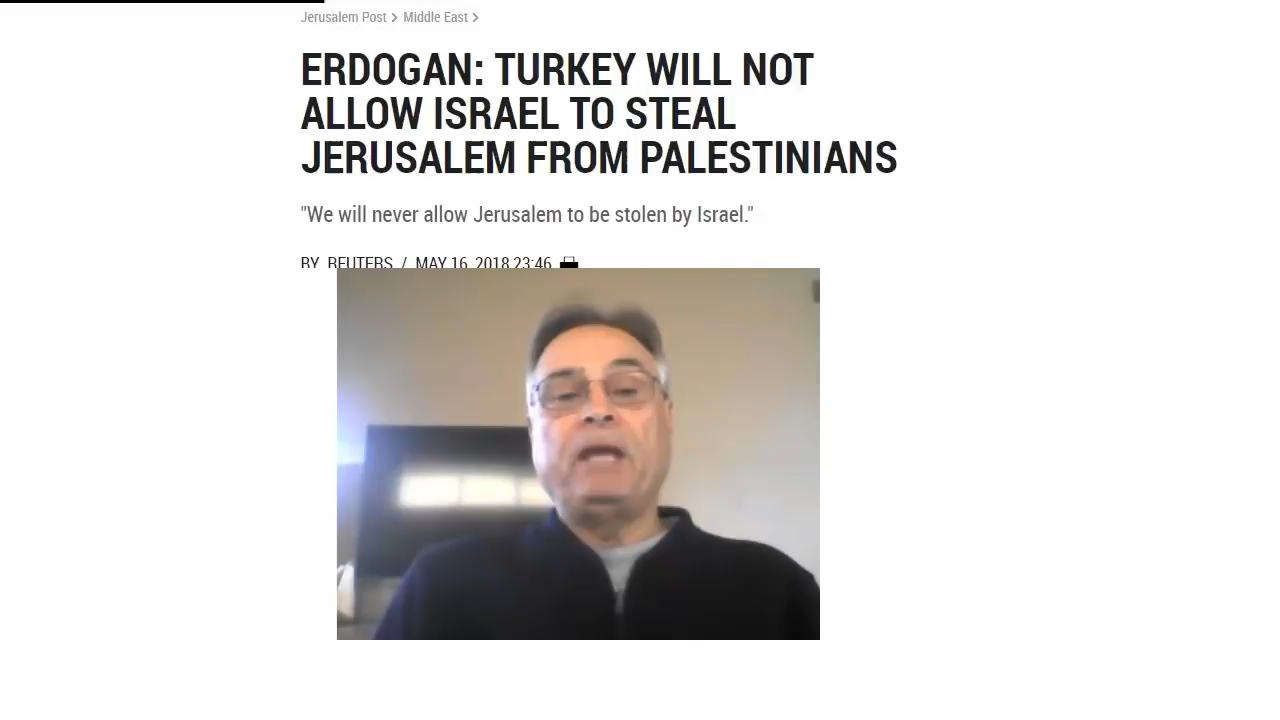 Jerusalem Post > Middle East >
ERDOGAN: TURKEY WILL NOT
ALLOW ISRAEL TO STEAL
JERUSALEM FROM PALESTINIANS
"We will never allow Jerusalem to be stolen by Israel."
BY REUTERS / MAY 16, 2018 23:46